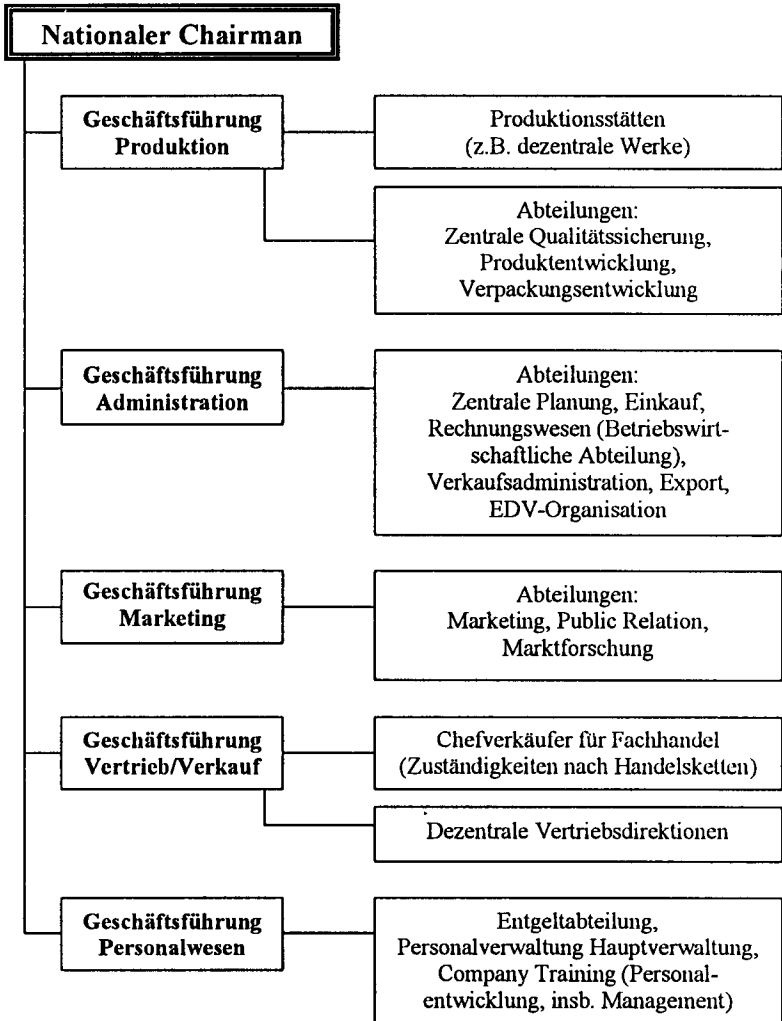 Nationaler Chairman
Geschäftsführung
Produktion
Produktionsstätten
(z.B. dezentrale Werke)
Abteilungen:
Zentrale Qualitätssicherung,
Produktentwicklung,
Verpackungsentwicklung
Geschäftsführung
Administration
Abteilungen:
Zentrale Planung, Einkauf,
Rechnungswesen (Betriebswirt-
schaftliche Abteilung),
Verkaufsadministration, Export,
EDV-Organisation
Geschäftsführung
Marketing
Abteilungen:
Marketing, Public Relation,
Marktforschung
Geschäftsführung
Vertrieb/Verkauf
Chefverkäufer für Fachhandel
(Zuständigkeiten nach Handelsketten)
Dezentrale Vertriebsdirektionen
Geschäftsführung
Personalwesen
Entgeltabteilung,
Personalverwaltung Hauptverwaltung,
Company Training (Personal-
entwicklung, insb. Management)